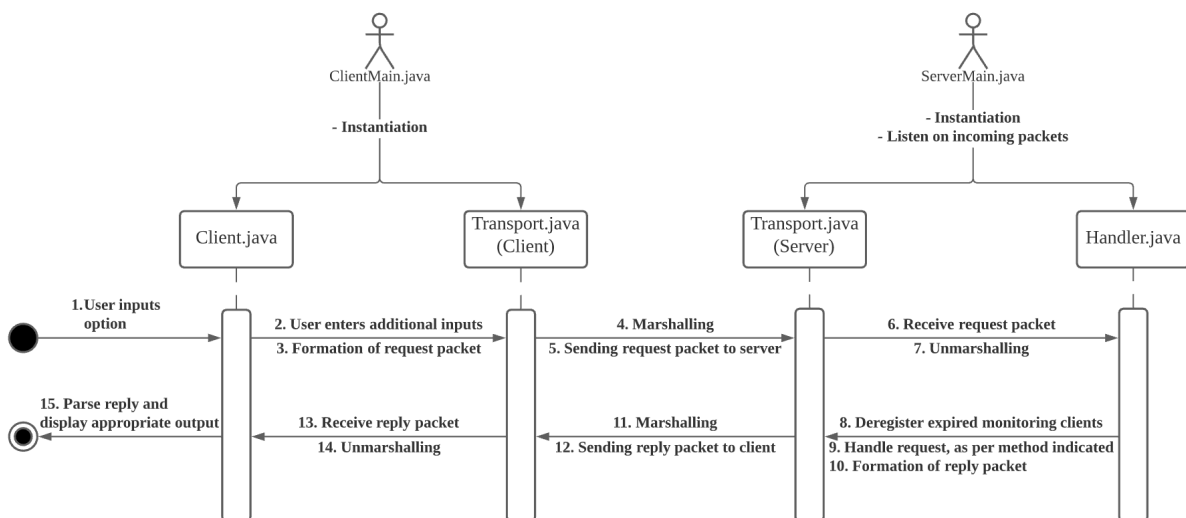 ClientMain.java
ServerMain.java
- Instantiation
- Instantiation
- Listen on incoming packets
Client.java
Transport.java
(Client)
Transport.java
(Server)
Handler.java
1.User inputs
option
2. User enters additional inputs
3. Formation of request packet
4. Marshalling
5. Sending request packet to server
6. Receive request packet
7. Unmarshalling
8. Deregister expired monitoring clients
9. Handle request, as per method indicated
10. Formation of reply packet
11. Marshalling
12. Sending reply packet to client
13. Receive reply packet
14. Unmarshalling
15. Parse reply and
display appropriate output